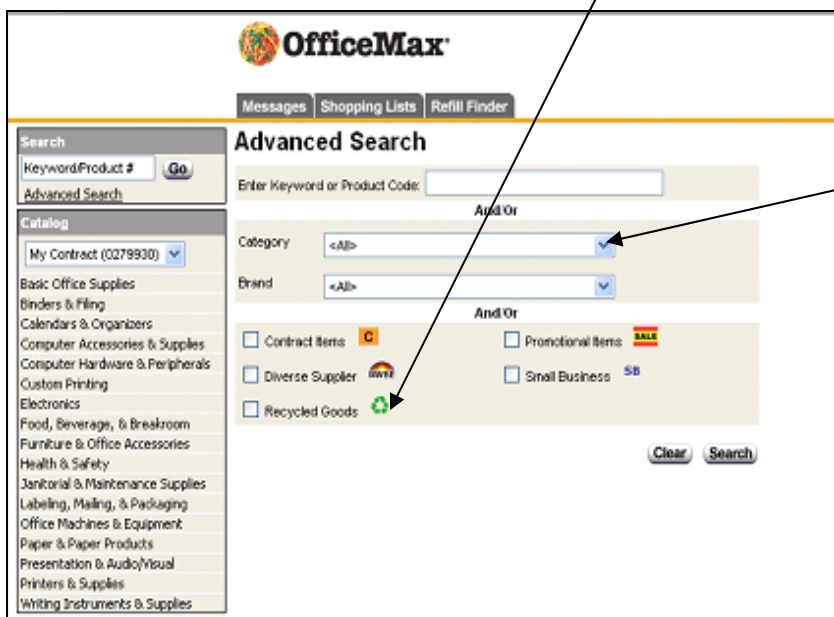 OfficeMax
Messages Shopping Lists Refill Finder
Search
Keyword/Product # Go
Advanced Search
Catalog
My Contract (0279930)
Basic Office Supplies
Binders & Filing
Calendars & Organizers
Computer Accessories & Supplies
Computer Hardware & Peripherals
Custom Printing
Electronics
Food, Beverage, & Breakroom
Furniture & Office Accessories
Health & Safety
Janitorial & Maintenance Supplies
Labeling, Mailing, & Packaging
Office Machines & Equipment
Paper & Paper Products
Presentation & Audio/Visual
Printers & Supplies
Writing Instruments & Supplies
Advanced Search
Enter Keyword or Product Code:
And/Or
Category <All>
Brand <All>
And/Or
Contract Items C
Promotional Items SALE
Diverse Supplier
Small Business SB
Recycled Goods
Clear Search